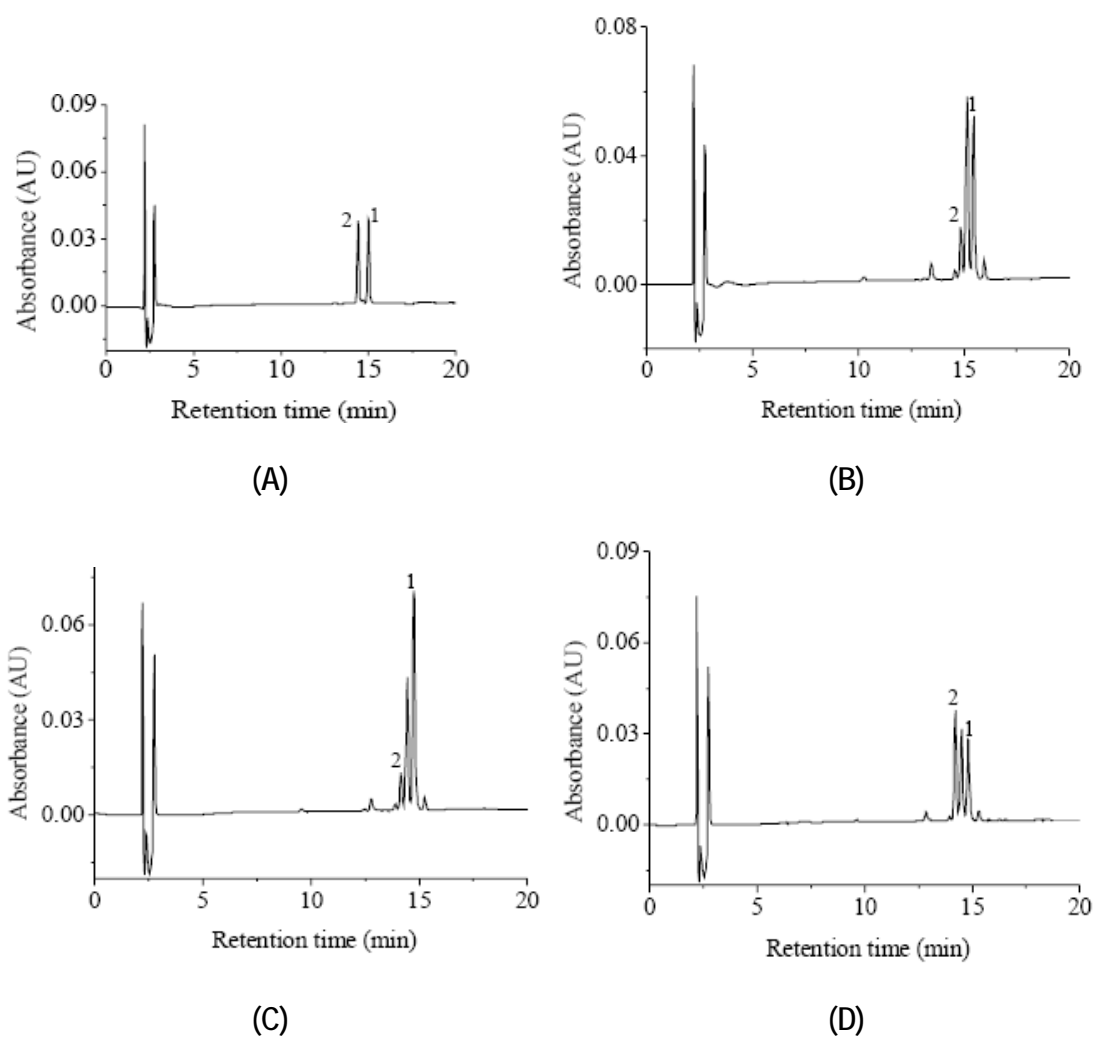 0.09
0.06
0.03
0.00
Absorbance (AU)
2 1
0 5 10 15 20
Retention time (min)
(A)
0.08
0.04
0.00
Absorbance (AU)
1
2
0 5 10 15 20
Retention time (min)
(B)
0.06
0.03
0.00
Absorbance (AU)
1
2
0 5 10 15 20
Retention time (min)
(C)
0.09
0.06
0.03
0.00
Absorbance (AU)
2
1
0 5 10 15 20
Retention time (min)
(D)